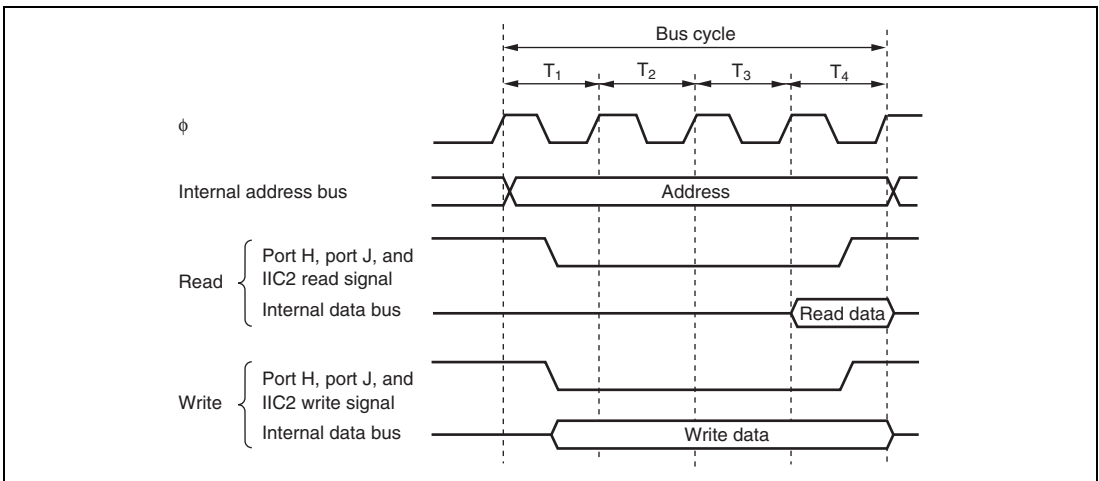 Bus cycle
T1 T2 T3 T4
ϕ
Internal address bus Address
Port H, port J, and
Read IIC2 read signal
Internal data bus Read data
Port H, port J, and
Write IIC2 write signal
Internal data bus Write data